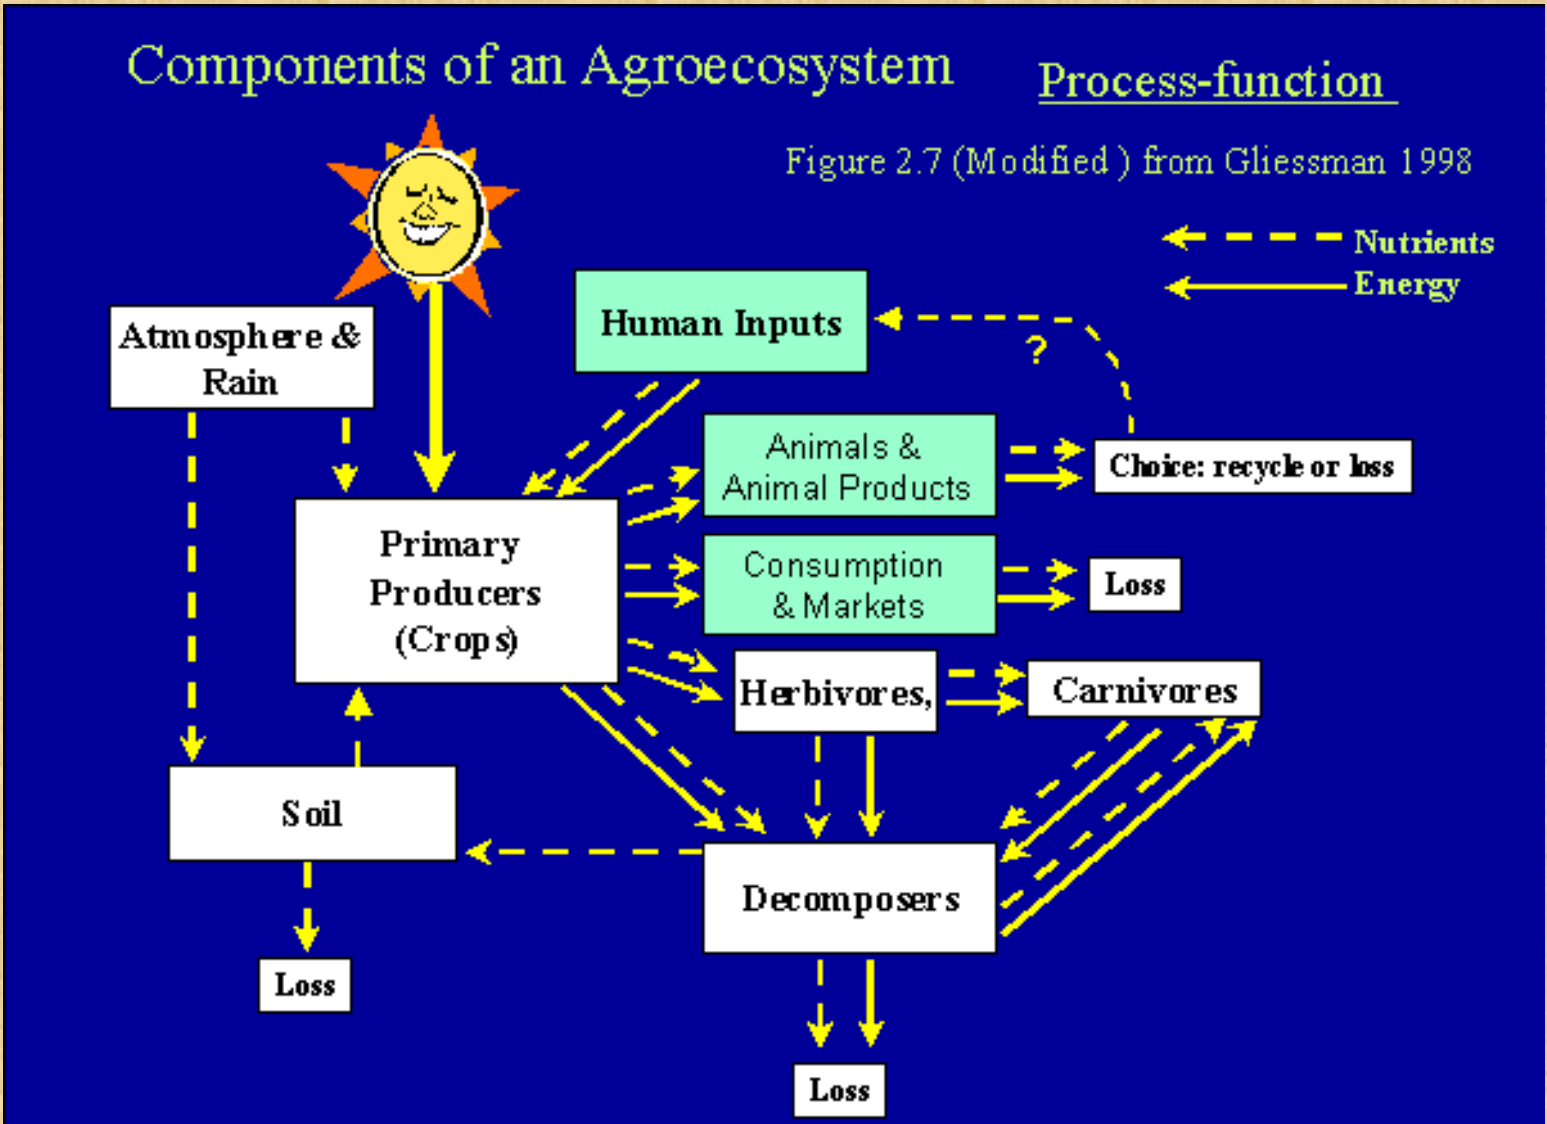 Components of an Agroecosystem
Process-function
Figure 2.7 (Modified ) from Gliessman 1998
Nutrients
Energy
Atmosphere &
Rain
Human Inputs
?
Animals &
Animal Products
Choice: recycle or loss
Primary
Producers
(Crops)
Consumption
& Markets
Loss
Herbivores,
Carnivores
Soil
Decomposers
Loss
Loss